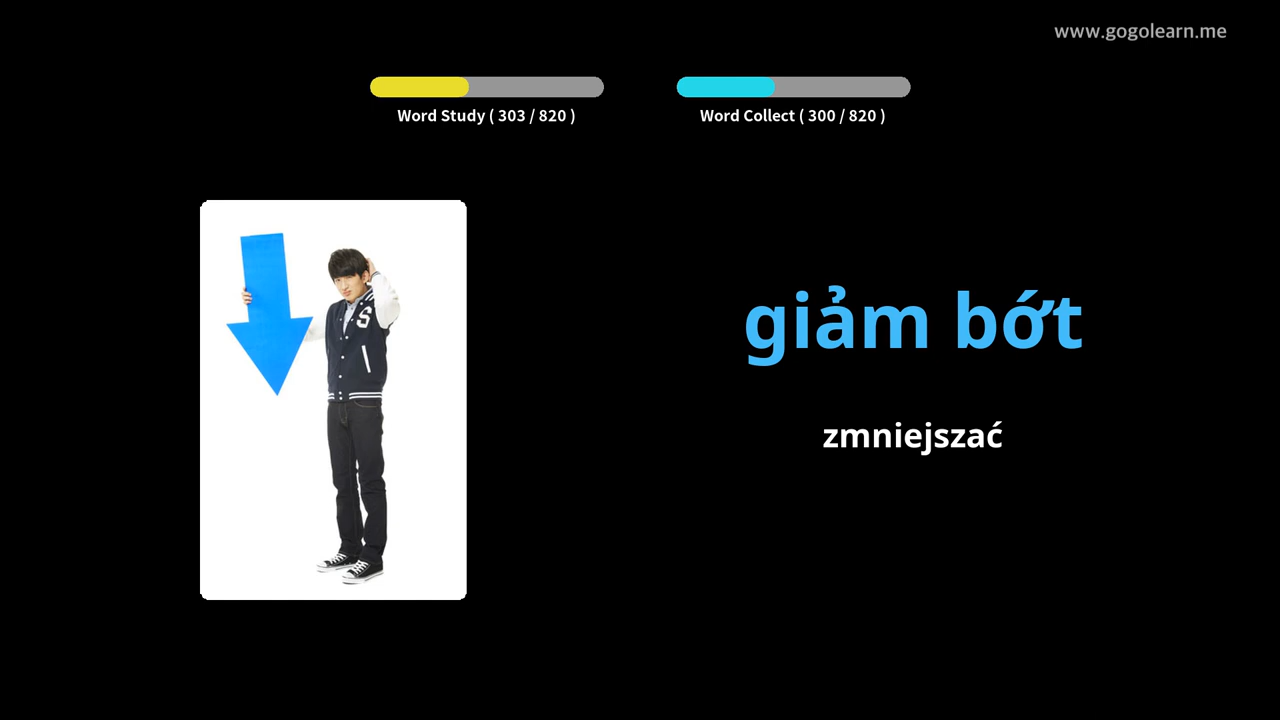 www.gogolearn.me
Word Study ( 303 / 820 )
Word Collect ( 300 / 820 )
S
giảm bớt
zmniejszać